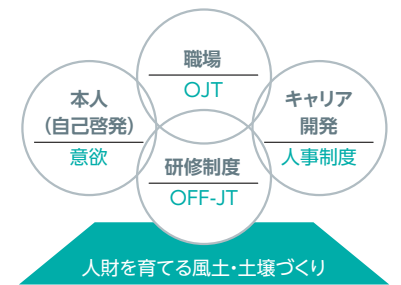 職場
OJT
本人
（自己啓発）
意欲
キャリア
開発
人事制度
研修制度
OFF-JT
人財を育てる風土・土壌づくり